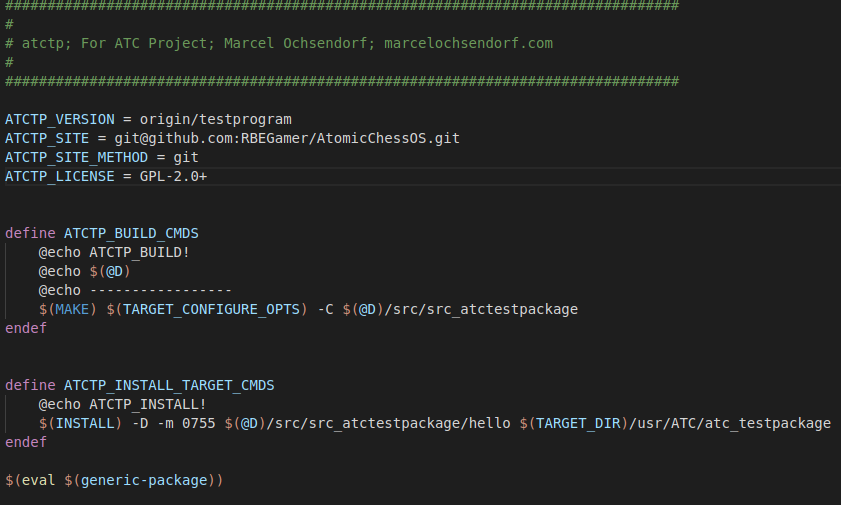 ################################################################################
#
# atctp; For ATC Project; Marcel Ochsendorf; marcelochsendorf.com
#
################################################################################
ATCTP_VERSION = origin/testprogram
ATCTP_SITE = git@github.com:RBEGamer/AtomicChessOS.git
ATCTP_SITE_METHOD = git
ATCTP_LICENSE = GPL-2.0+
define ATCTP_BUILD_CMDS
@echo ATCTP_BUILD!
@echo $(@D)
@echo -----------------
$(MAKE) $(TARGET_CONFIGURE_OPTS) -C $(@D)/src/src_atctestpackage
endef
define ATCTP_INSTALL_TARGET_CMDS
@echo ATCTP_INSTALL!
$(INSTALL) -D -m 0755 $(@D)/src/src_atctestpackage/hello $(TARGET_DIR)/usr/ATC/atc_testpackage
endef
$(eval $(generic-package))